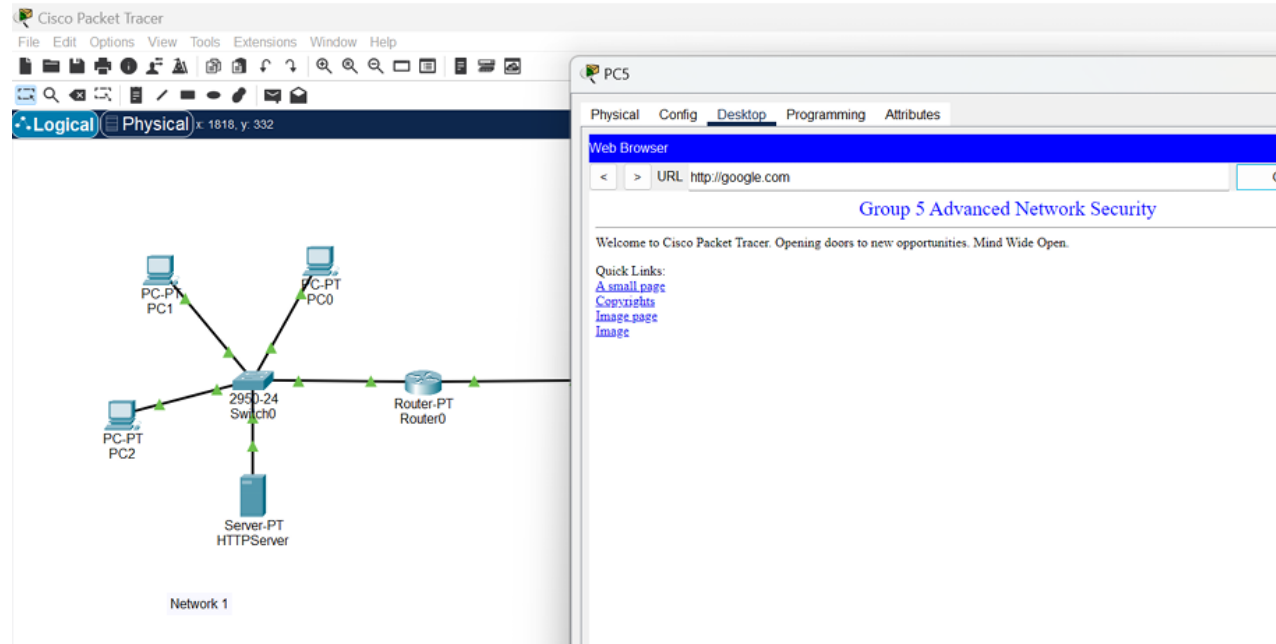 Cisco Packet Tracer
File Edit Options View Tools Extensions Window Help
Logical Physical x: 1818, y: 332
PC-PT
PC1
PC-PT
PC0
2950-24
Switch0
Router-PT
Router0
PC-PT
PC2
Server-PT
HTTPServer
Network 1
PC5
Physical Config Desktop Programming Attributes
Web Browser
< > URL http://google.com
Group 5 Advanced Network Security
Welcome to Cisco Packet Tracer. Opening doors to new opportunities. Mind Wide Open.
Quick Links:
A small page
Copyrights
Image page
Image